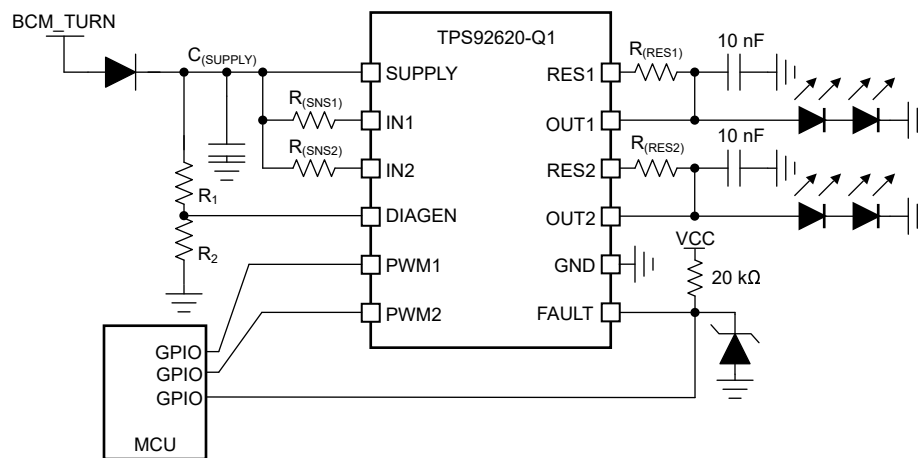 BCM_TURN
C(SUPPLY)
TPS92620-Q1
SUPPLY
RES1
R(RES1)
10 nF
R(SNS1)
IN1
OUT1
R(SNS2)
IN2
RES2
R(RES2)
10 nF
R1
DIAGEN
OUT2
R2
VCC
PWM1
GND
20 kΩ
PWM2
FAULT
GPIO
GPIO
GPIO
MCU